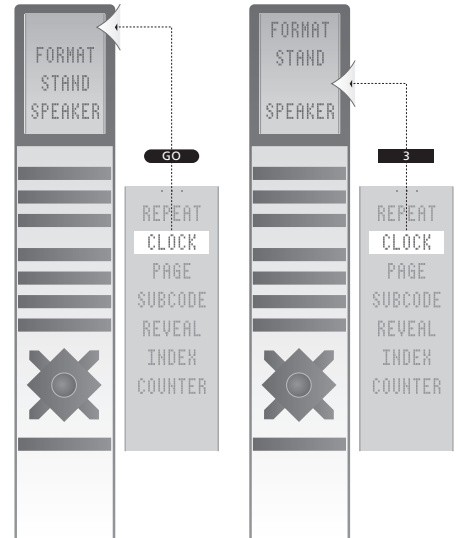 FORMAT
STAND
SPEAKER
GO
REPEAT
CLOCK
PAGE
SUBCODE
REVEAL
INDEX
COUNTER
FORMAT
STAND
SPEAKER
3
REPEAT
CLOCK
PAGE
SUBCODE
REVEAL
INDEX
COUNTER